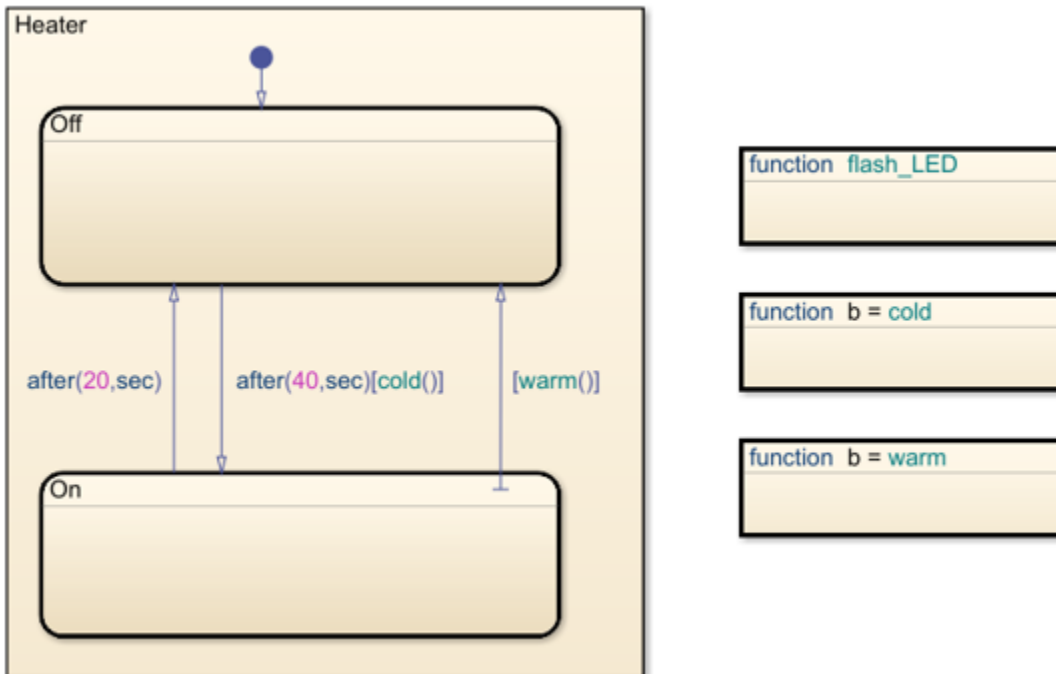 Heater
Off
after(20,sec)
after(40,sec)[cold()]
[warm()]
On
function flash_LED
function b = cold
function b = warm